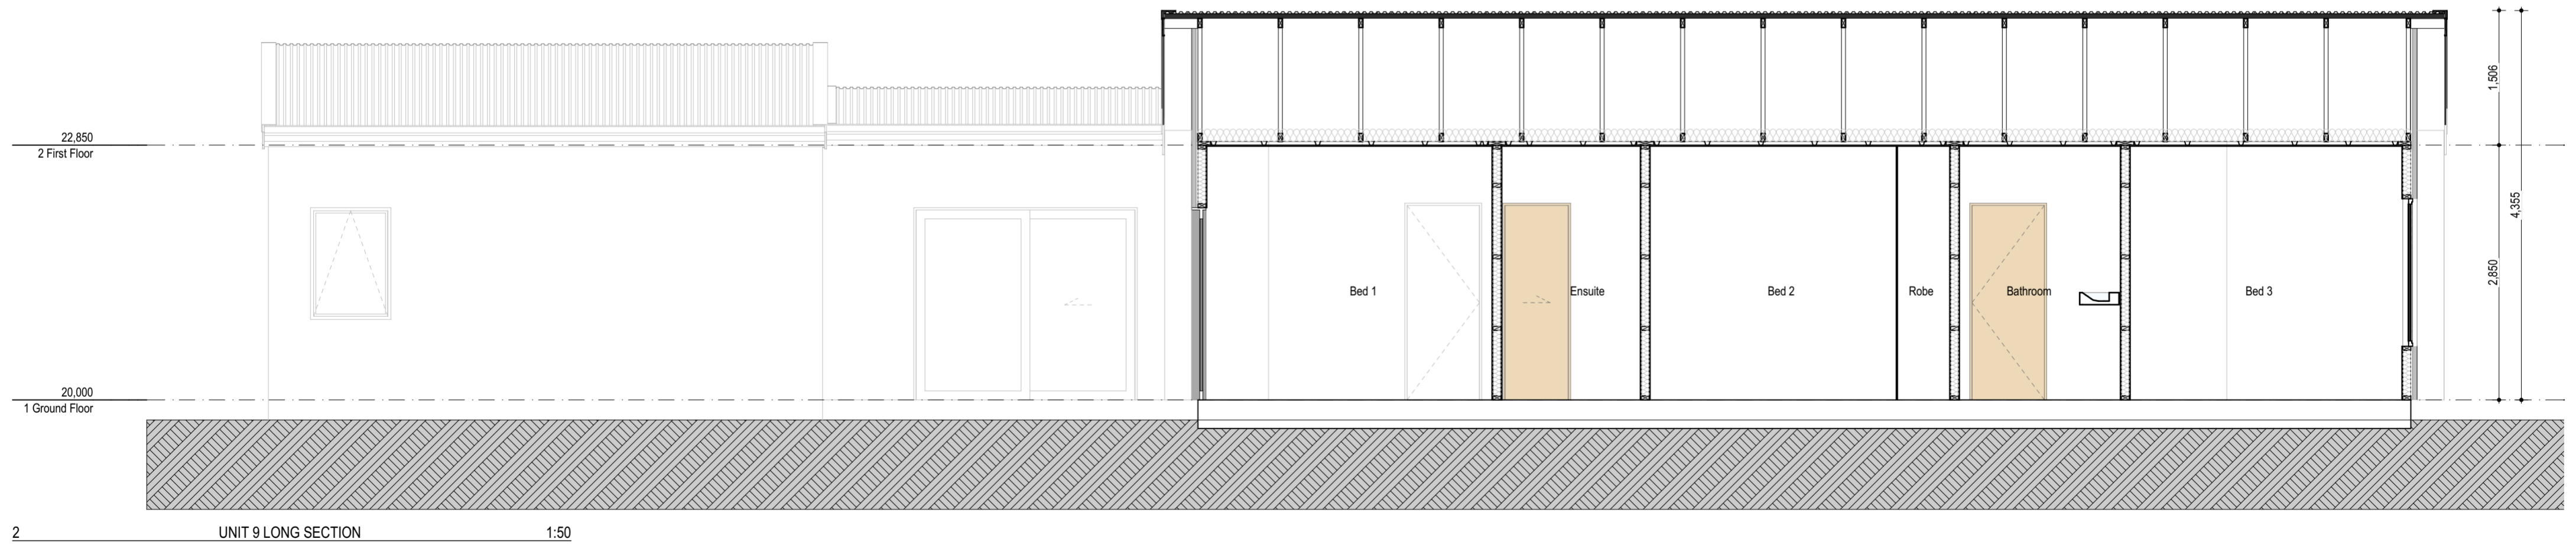 22,850
2 First Floor
20,000
1 Ground Floor
Bed 1
Ensuite
Bed 2
Robe
Bathroom
Bed 3
1,506
2,850
4,355
2 UNIT 9 LONG SECTION 1:50